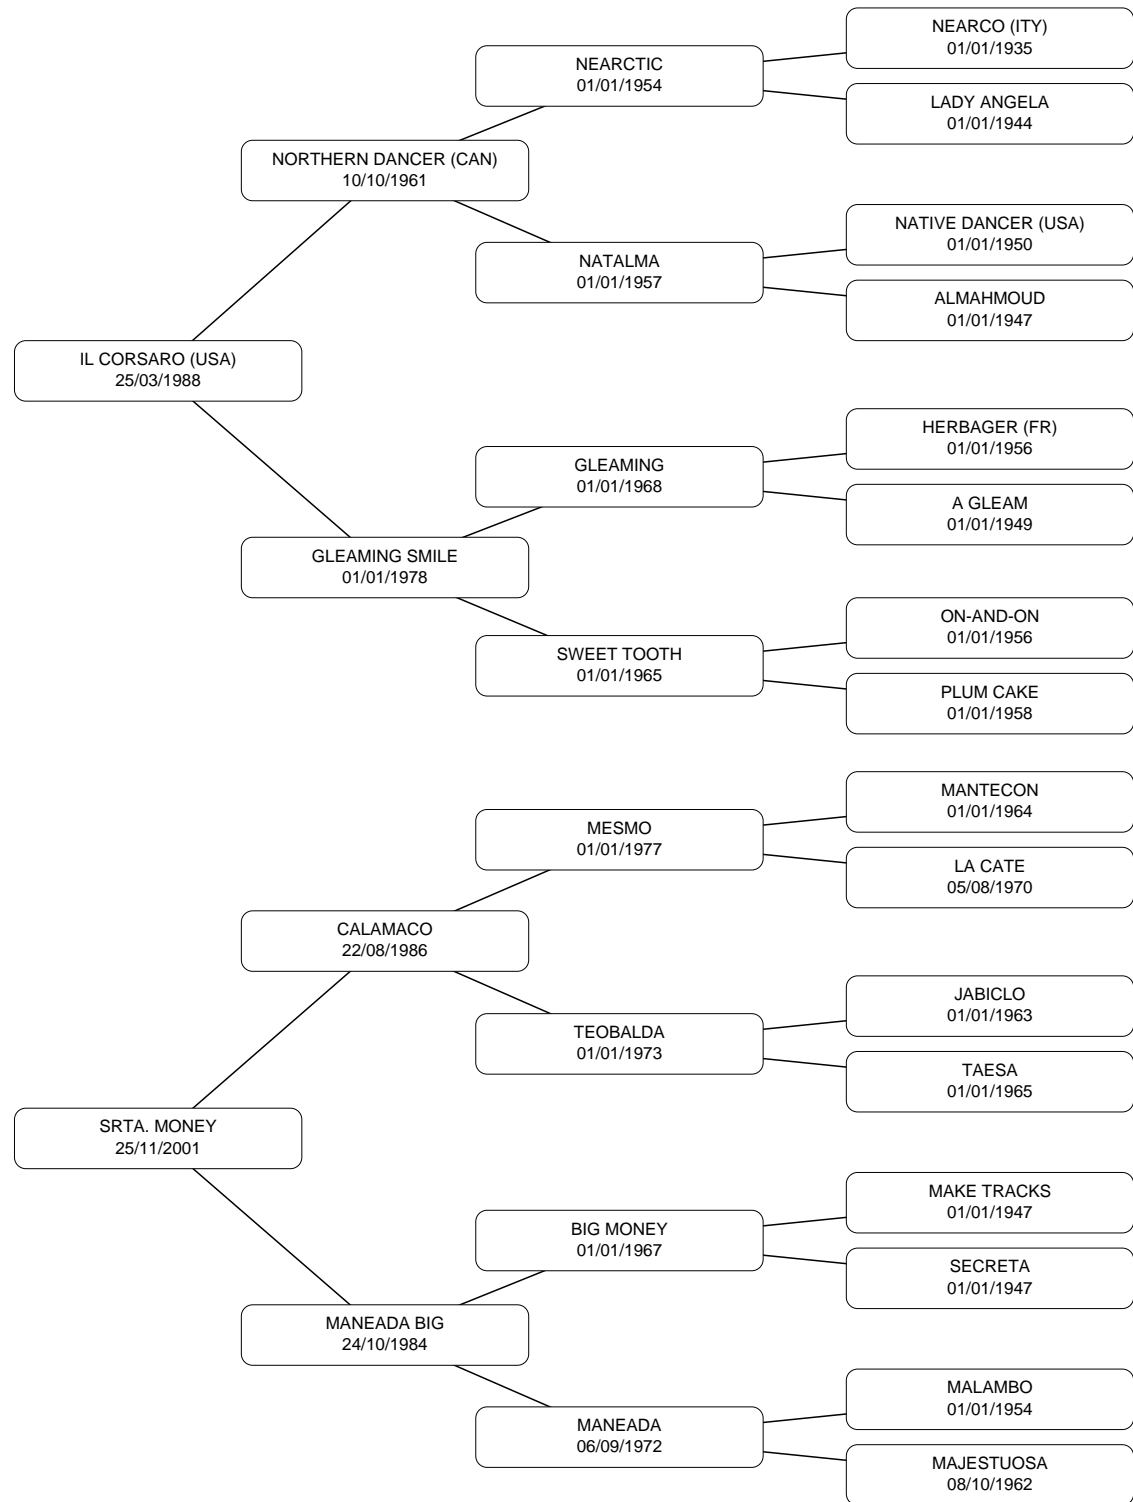 NEARCO (ITY)
01/01/1935
NEARCTIC
01/01/1954
LADY ANGELA
01/01/1944
NORTHERN DANCER (CAN)
10/10/1961
NATIVE DANCER (USA)
01/01/1950
NATALMA
01/01/1957
ALMAHMOUD
01/01/1947
IL CORSARO (USA)
25/03/1988
HERBAGER (FR)
01/01/1956
GLEAMING
01/01/1968
A GLEAM
01/01/1949
GLEAMING SMILE
01/01/1978
ON-AND-ON
01/01/1956
SWEET TOOTH
01/01/1965
PLUM CAKE
01/01/1958
MANTECON
01/01/1964
MESMO
01/01/1977
LA CATE
05/08/1970
CALAMACO
22/08/1986
JABICLO
01/01/1963
TEOBALDA
01/01/1973
TAESA
01/01/1965
SRTA. MONEY
25/11/2001
MAKE TRACKS
01/01/1947
BIG MONEY
01/01/1967
SECRETA
01/01/1947
MANEADA BIG
24/10/1984
MALAMBO
01/01/1954
MANEADA
06/09/1972
MAJESTUOSA
08/10/1962